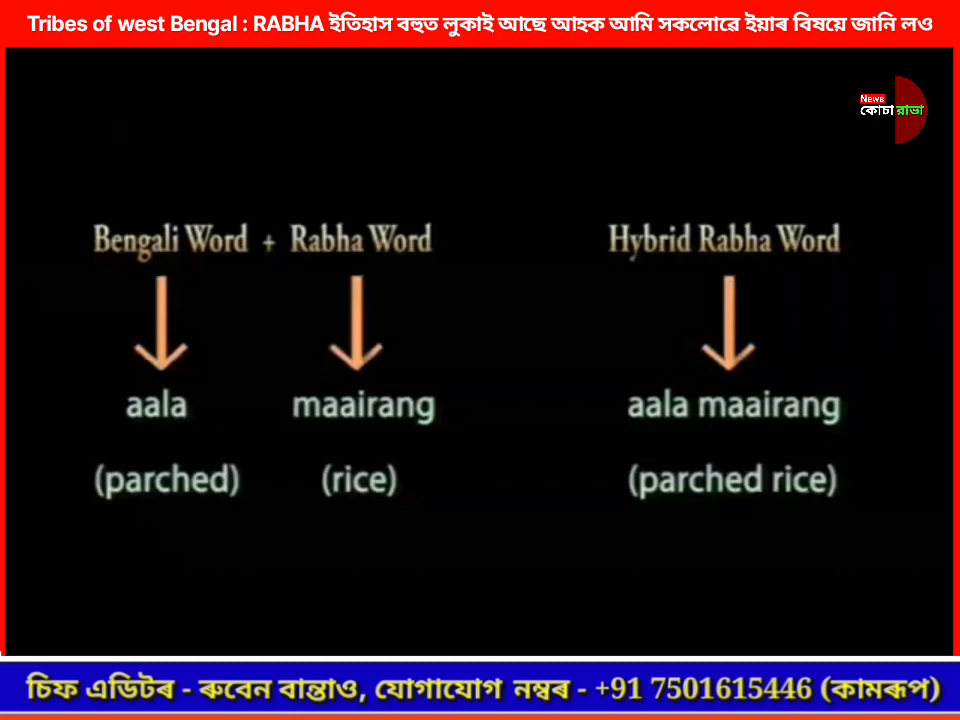 Tribes of west Bengal : RABHA ইতিহাস বহুত লুকাই আছে আহক আমি সকলোৱে ইয়াৰ বিষয়ে জানি লও
News
কোচা ৰাভা
Bengali Word + Rabha Word Hybrid Rabha Word
aala maairang aala maairang
(parched) (rice) (parched rice)
চিফ এডিটৰ - ৰুবেন বান্তাও, যোগাযোগ নম্বৰ - +91 7501615446 (কামৰূপ)